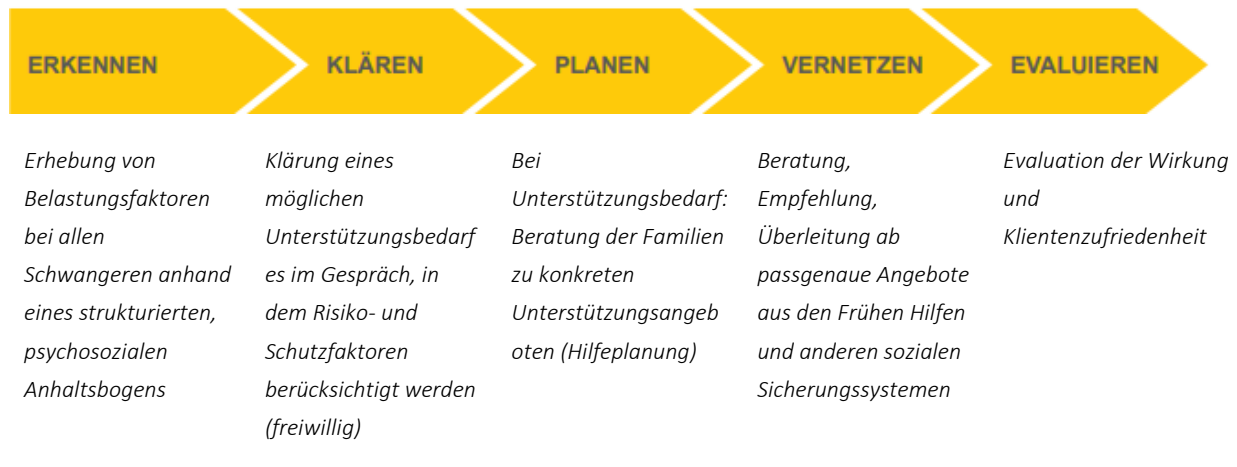 ERKENNEN
KLÄREN
PLANEN
VERNETZEN
EVALUIEREN
Erhebung von
Belastungsfaktoren
bei allen
Schwangeren anhand
eines strukturierten,
psychosozialen
Anhaltsbogens
Klärung eines
möglichen
Unterstützungsbedarf
es im Gespräch, in
dem Risiko- und
Schutzfaktoren
berücksichtigt werden
(freiwillig)
Bei
Unterstützungsbedarf:
Beratung der Familien
zu konkreten
Unterstützungsangeb
oten (Hilfeplanung)
Beratung,
Empfehlung,
Überleitung ab
passgenaue Angebote
aus den Frühen Hilfen
und anderen sozialen
Sicherungssystemen
Evaluation der Wirkung
und
Klientenzufriedenheit